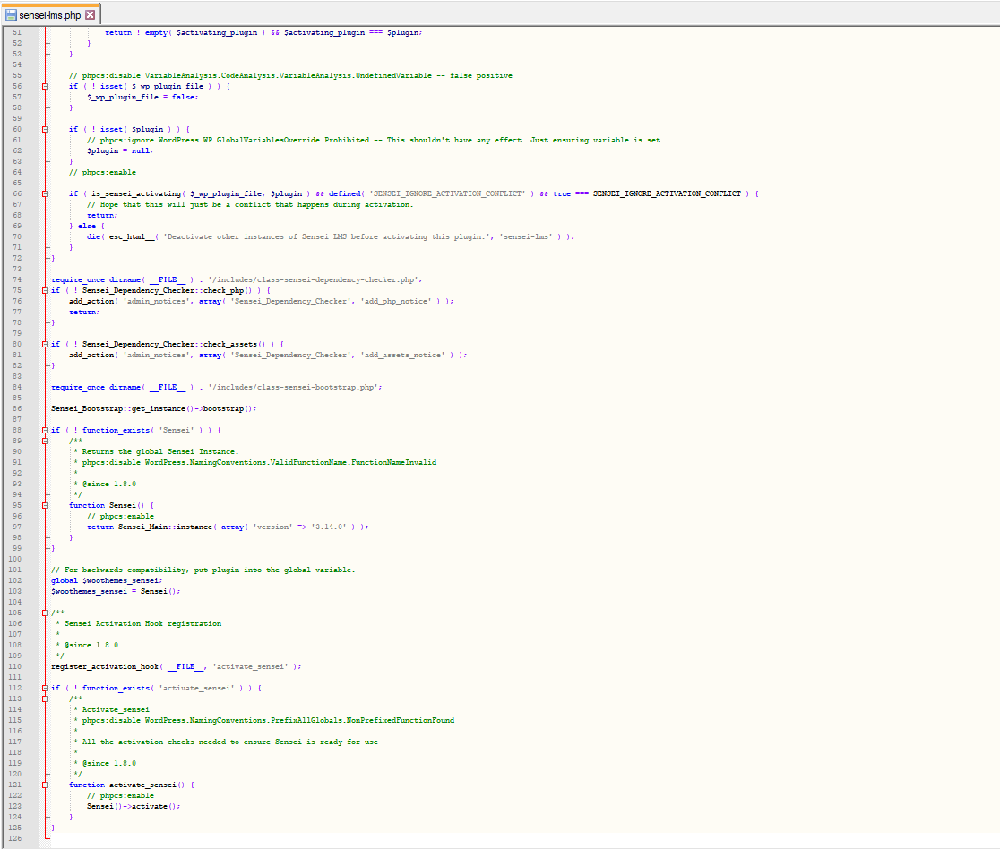 sensei-lms.php
51 return ! empty( $activating_plugin ) && $activating_plugin === $plugin;
52 }
53 }
54
55 // phpcs:disable VariableAnalysis.CodeAnalysis.VariableAnalysis.UndefinedVariable -- false positive
56 if ( ! isset( $_wp_plugin_file ) ) {
57 $_wp_plugin_file = false;
58 }
59
60 if ( ! isset( $plugin ) ) {
61 // phpcs:ignore WordPress.WP.GlobalVariablesOverride.Prohibited -- This shouldn't have any effect. Just ensuring variable is set.
62 $plugin = null;
63 }
64 // phpcs:enable
65
66 if ( is_sensei_activating( $_wp_plugin_file, $plugin ) && defined( 'SENSEI_IGNORE_ACTIVATION_CONFLICT' ) && true === SENSEI_IGNORE_ACTIVATION_CONFLICT ) {
67 // Hope that this will just be a conflict that happens during activation.
68 return;
69 } else {
70 die( esc_html__( 'Deactivate other instances of Sensei LMS before activating this plugin.', 'sensei-lms' ) );
71 }
72 }
73
74 require_once dirname( __FILE__ ) . '/includes/class-sensei-dependency-checker.php';
75 if ( ! Sensei_Dependency_Checker::check_php() ) {
76 add_action( 'admin_notices', array( 'Sensei_Dependency_Checker', 'add_php_notice' ) );
77 return;
78 }
79
80 if ( ! Sensei_Dependency_Checker::check_assets() ) {
81 add_action( 'admin_notices', array( 'Sensei_Dependency_Checker', 'add_assets_notice' ) );
82 }
83
84 require_once dirname( __FILE__ ) . '/includes/class-sensei-bootstrap.php';
85
86 Sensei_Bootstrap::get_instance()->bootstrap();
87
88 if ( ! function_exists( 'Sensei' ) ) {
89 /**
90 * Returns the global Sensei Instance.
91 * phpcs:disable WordPress.NamingConventions.ValidFunctionName.FunctionNameInvalid
92 *
93 * @since 1.8.0
94 */
95 function Sensei() {
96 // phpcs:enable
97 return Sensei_Main::instance( array( 'version' => '3.14.0' ) );
98 }
99 }
100
101 // For backwards compatibility, put plugin into the global variable.
102 global $woothemes_sensei;
103 $woothemes_sensei = Sensei();
104
105 /**
106 * Sensei Activation Hook registration
107 *
108 * @since 1.8.0
109 */
110 register_activation_hook( __FILE__, 'activate_sensei' );
111
112 if ( ! function_exists( 'activate_sensei' ) ) {
113 /**
114 * Activate_sensei
115 * phpcs:disable WordPress.NamingConventions.PrefixAllGlobals.NonPrefixedFunctionFound
116 *
117 * All the activation checks needed to ensure Sensei is ready for use
118 *
119 * @since 1.8.0
120 */
121 function activate_sensei() {
122 // phpcs:enable
123 Sensei()->activate();
124 }
125 }
126